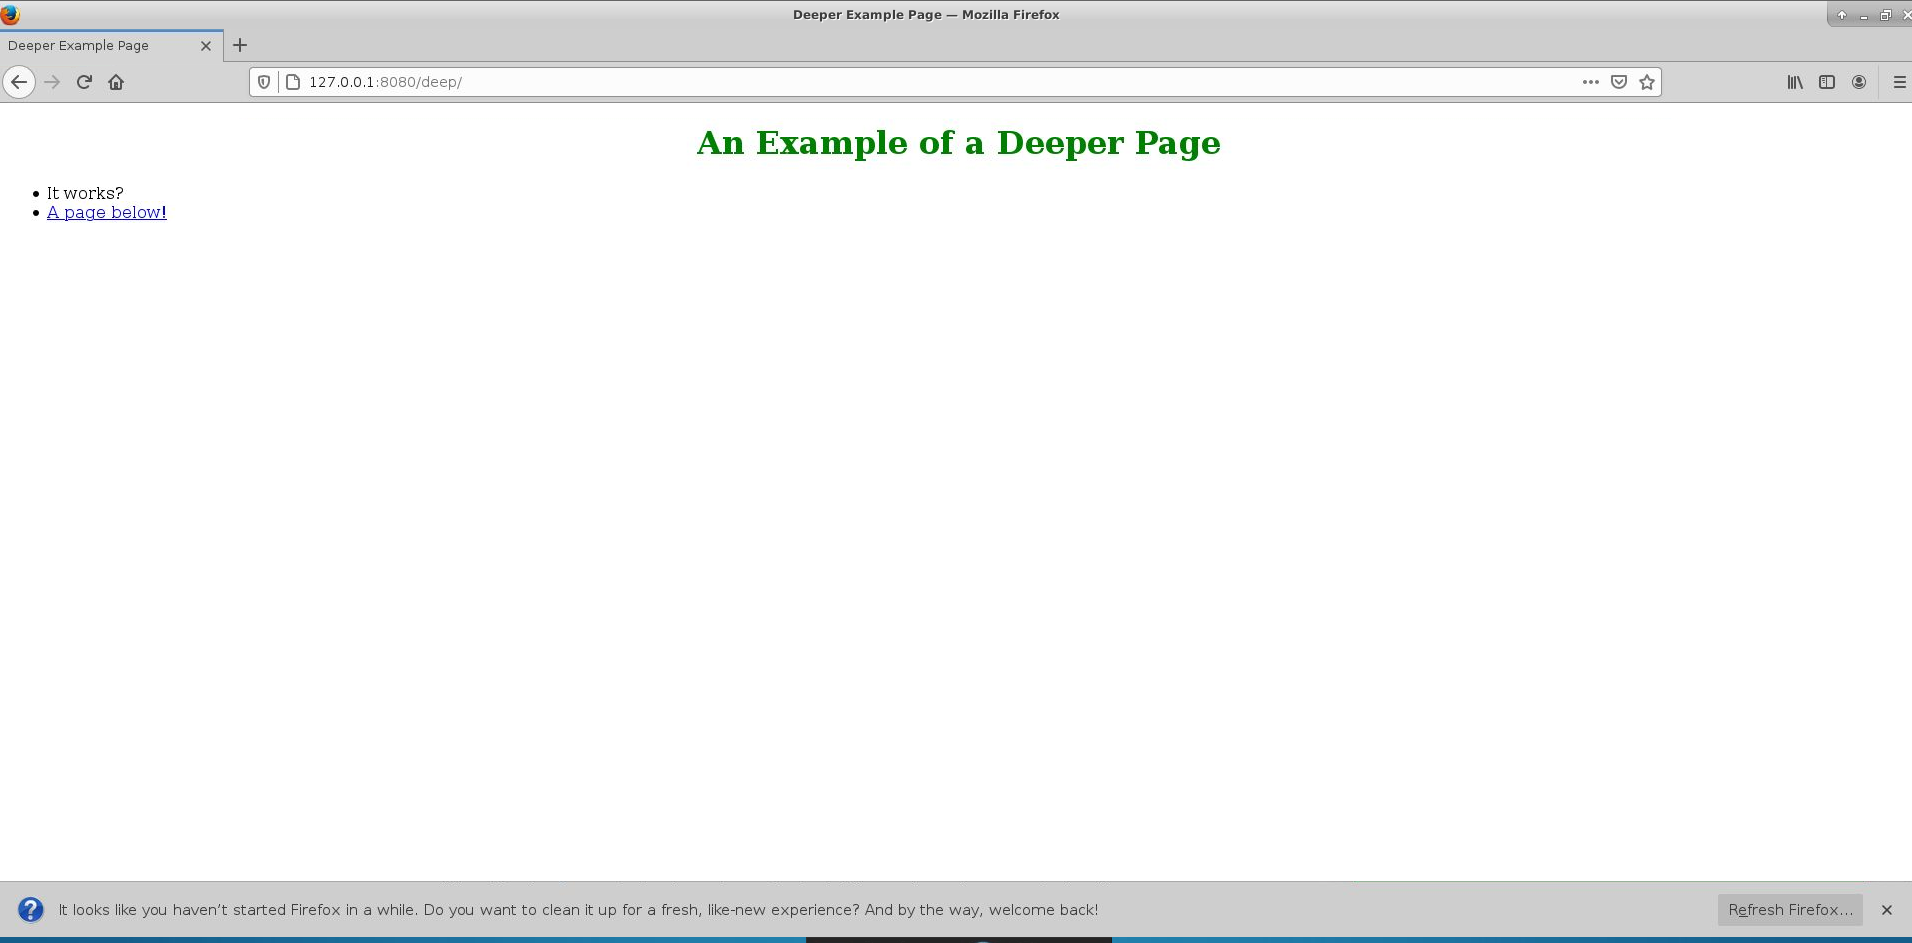 Deeper Example Page — Mozilla Firefox
Deeper Example Page
127.0.0.1:8080/deep/
An Example of a Deeper Page
It works?
A page below!
It looks like you haven’t started Firefox in a while. Do you want to clean it up for a fresh, like-new experience? And by the way, welcome back!
Refresh Firefox...